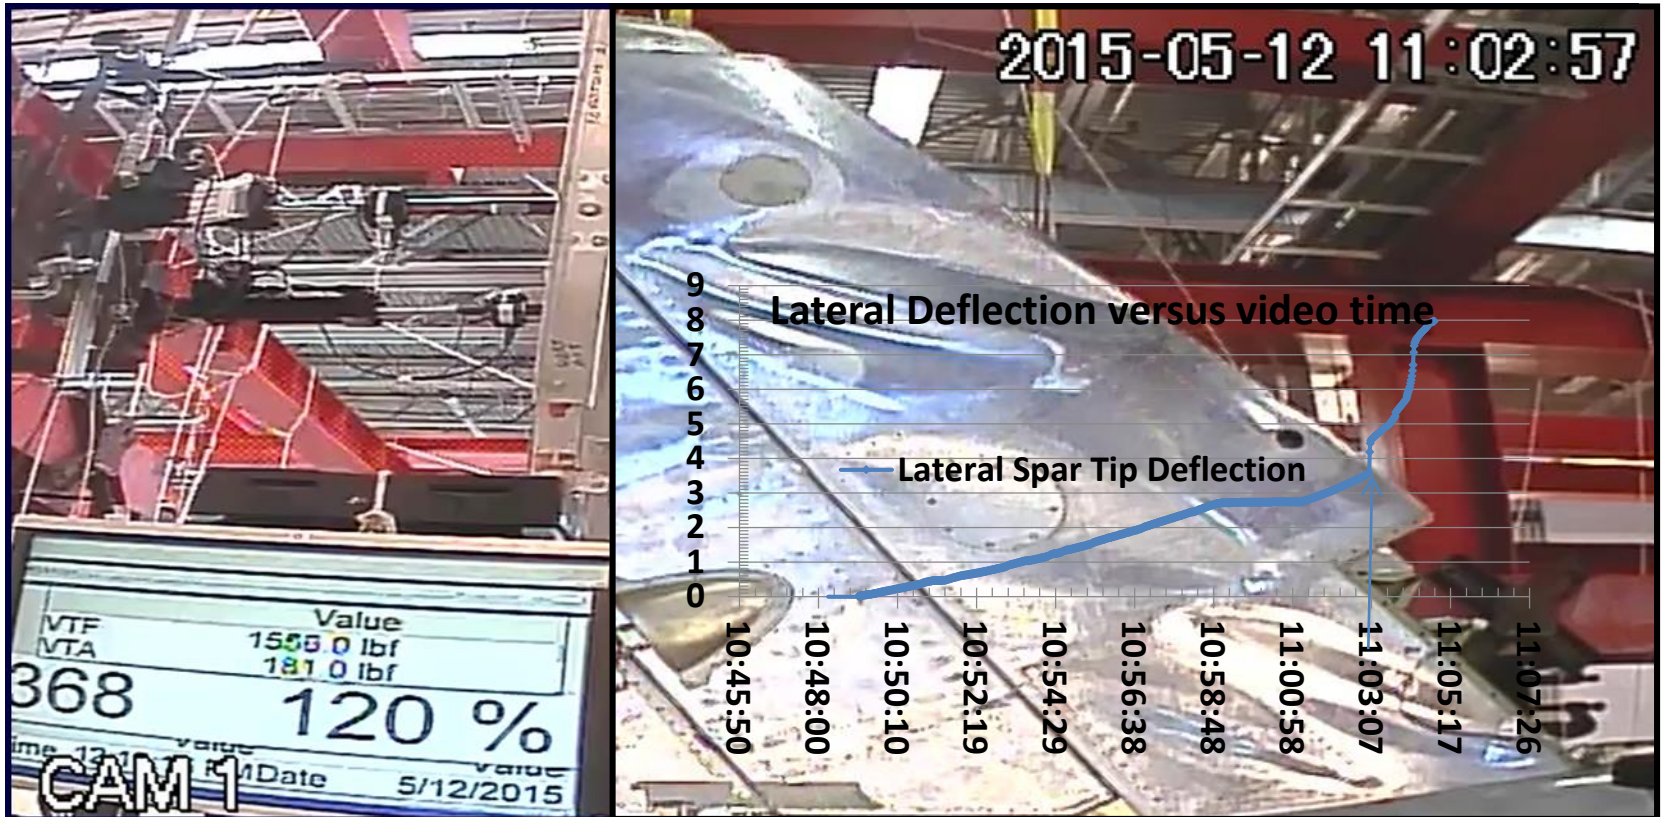 2015-05-12 11:02:57
Lateral Deflection versus video time
9
8
7
6
5
4
3
2
1
0
Lateral Spar Tip Deflection
10:45:50
10:48:00
10:50:10
10:52:19
10:54:29
10:56:38
10:58:48
11:00:58
11:03:07
11:05:17
11:07:26
Value
VTF 1556.0 lbf
VTA 181.0 lbf
368 120 %
Value Value
Date 5/12/2015
CAM 1